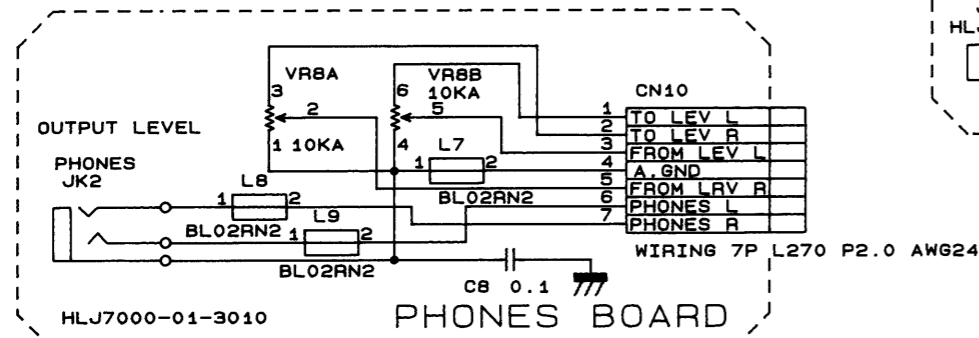 HLJ
VR8A
VR8B
3
6
10KA
CN10
2
5
1
TO LEV L
2
TO LEV R
OUTPUT LEVEL
1 10KA
4
L7
3
FROM LEV L
1
2
4
A.GND
PHONES
JK2
L8
BL02RN2
5
FROM LRV R
1
2
L9
6
PHONES L
BL02RN2
1
2
7
PHONES R
BL02RN2
WIRING 7P L270 P2.0 AWG24
C8 0.1
HLJ7000-01-3010
PHONES BOARD